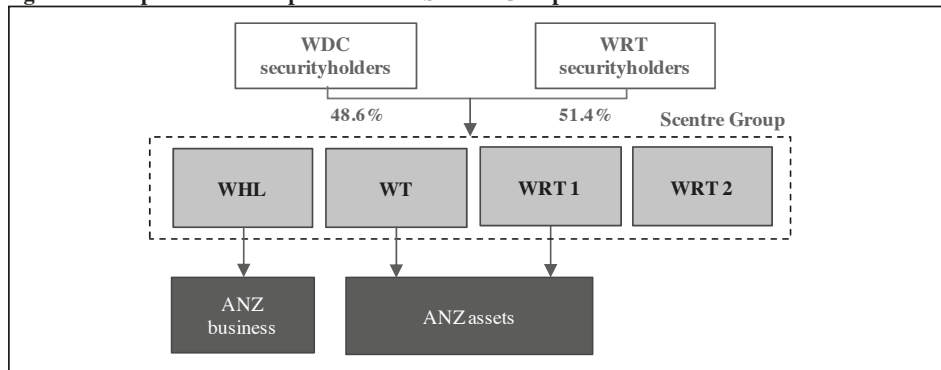 WDC
securityholders
WRT
securityholders
48.6%
51.4%
Scentre Group
WHL
WT
WRT 1
WRT 2
ANZ
business
ANZ assets